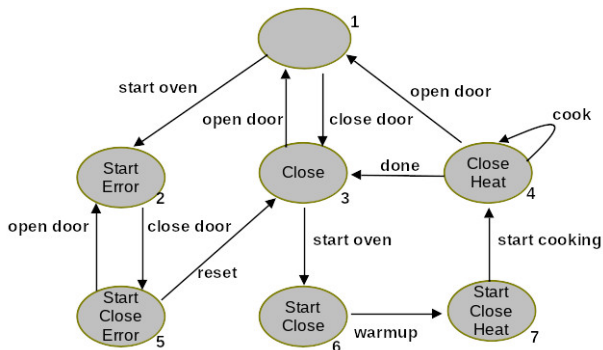 1
start oven
open door
close door
open door
cook
Start
Error
2
Close
3
done
Close
Heat
4
open door
close door
reset
start oven
start cooking
Start
Close
Error
5
Start
Close
6
warmup
Start
Close
Heat
7